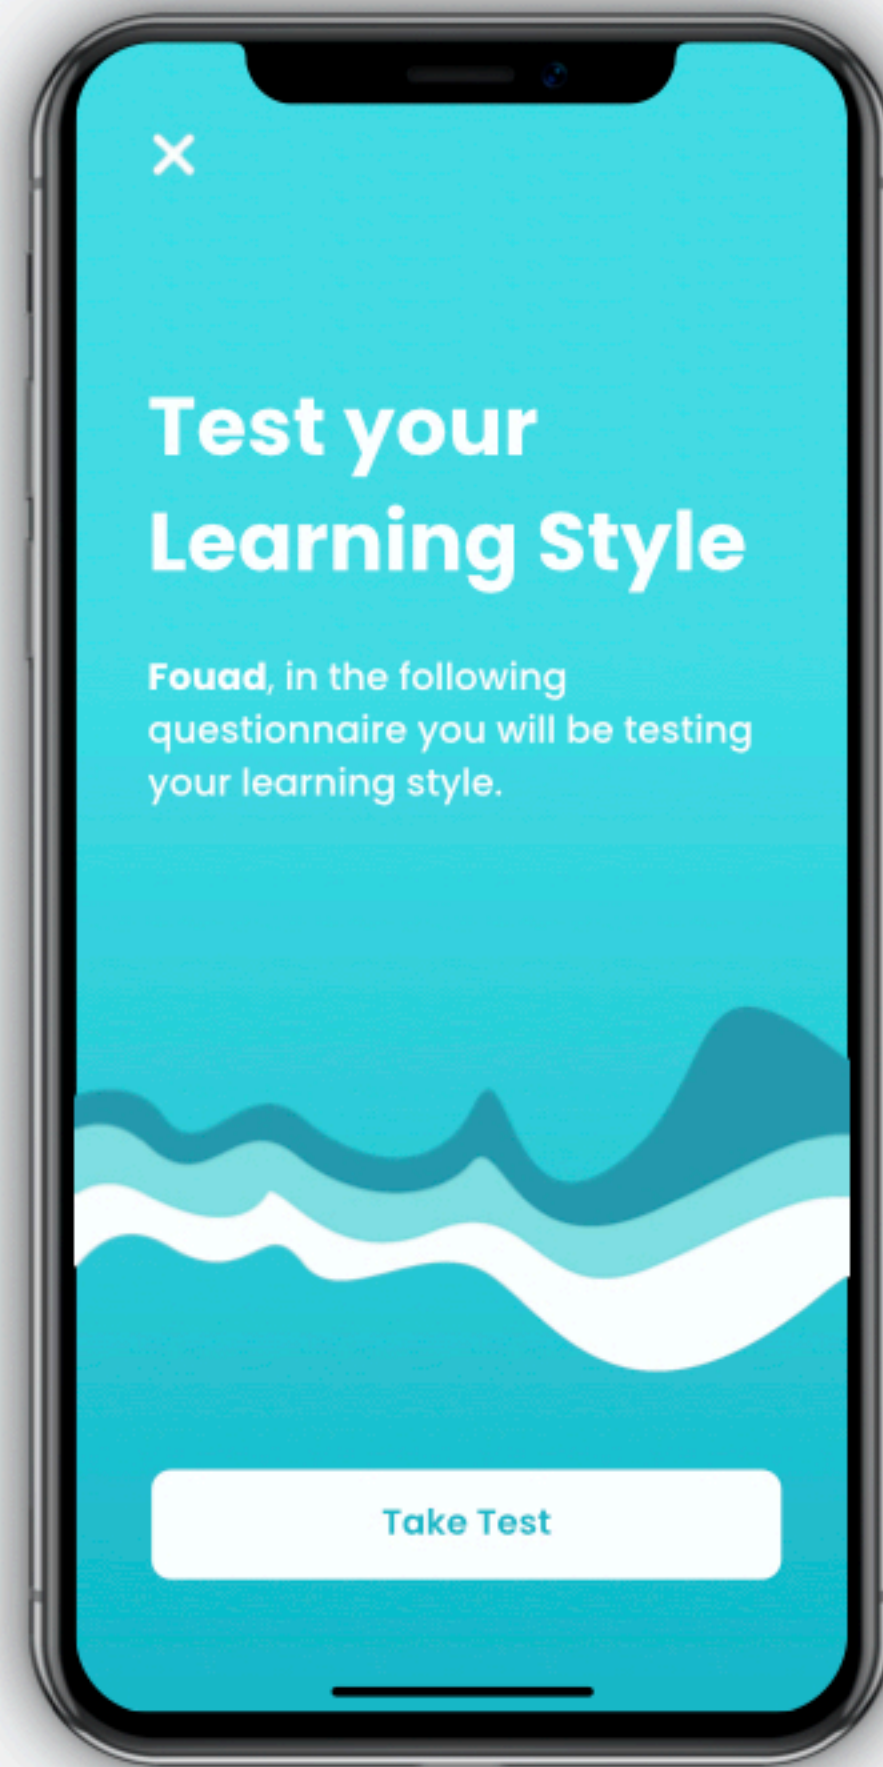 Test your
Learning Style
Fouad, in the following
questionnaire you will be testing
your learning style.
Take Test